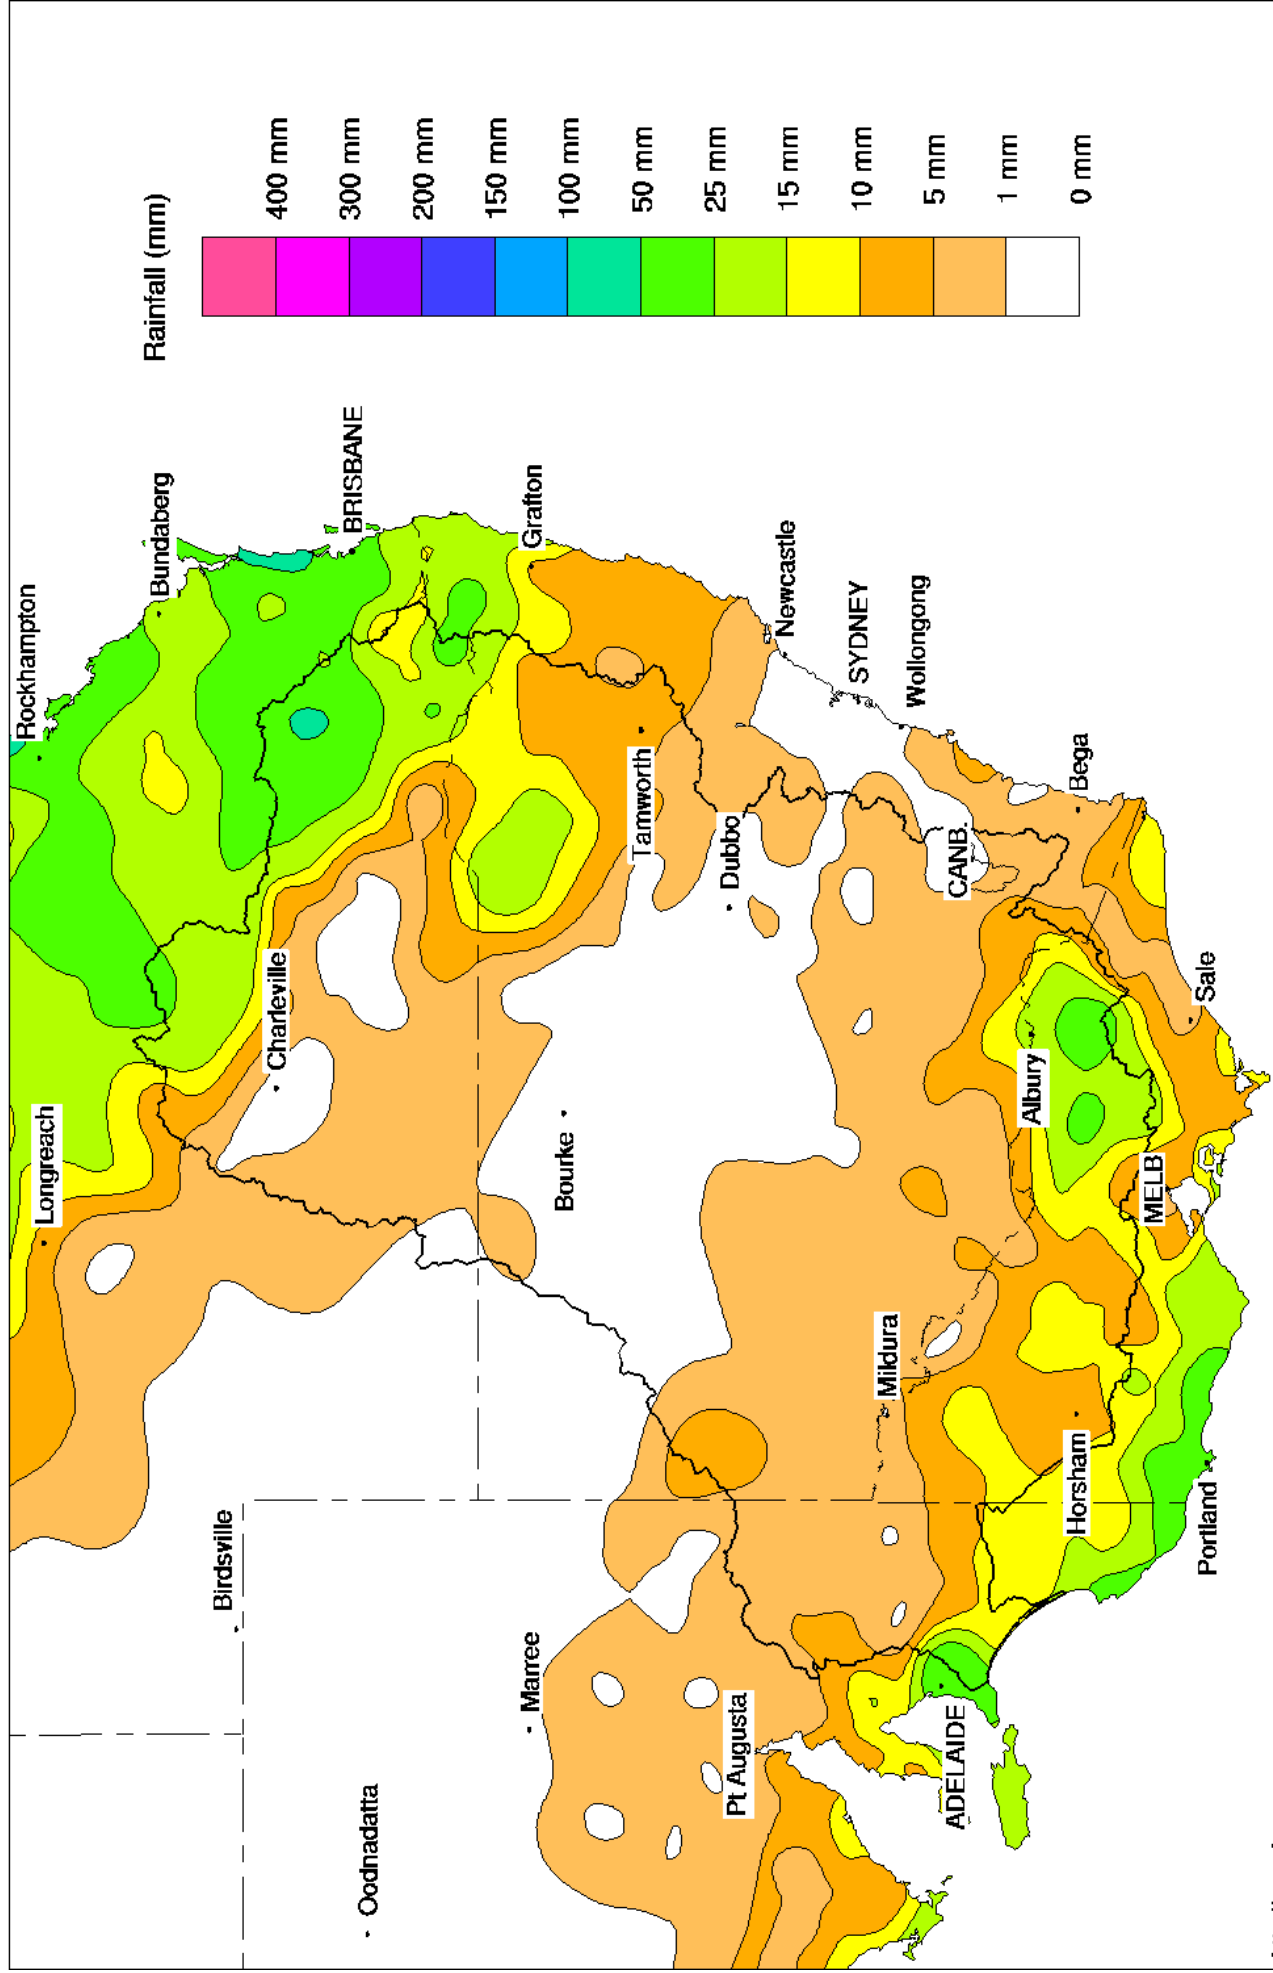 Rainfall (mm)
400 mm
300 mm
200 mm
150 mm
100 mm
50 mm
25 mm
15 mm
10 mm
5 mm
1 mm
0 mm
Rockhampton
Longreach
Bundaberg
Birdsville
Charleville
BRISBANE
Oodnadatta
Marree
Bourke
Grafton
Tamworth
Pt Augusta
Dubbo
Newcastle
Mildura
SYDNEY
Wollongong
ADELAIDE
CANB.
Albury
Horsham
Bega
MELB
Portland
Sale